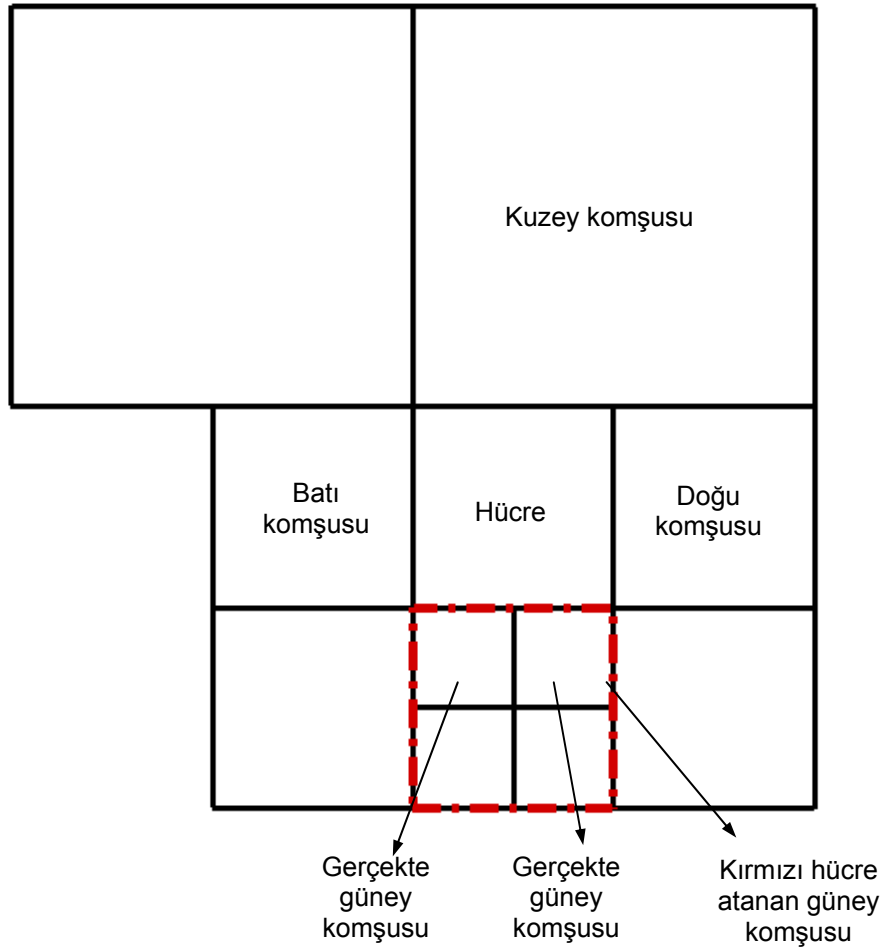 Kuzey komşusu
Batı
komşusu
Hücre
Doğu
komşusu
Gerçekte
güney
komşusu
Gerçekte
güney
komşusu
Kırmızı hücre
atanan güney
komşusu